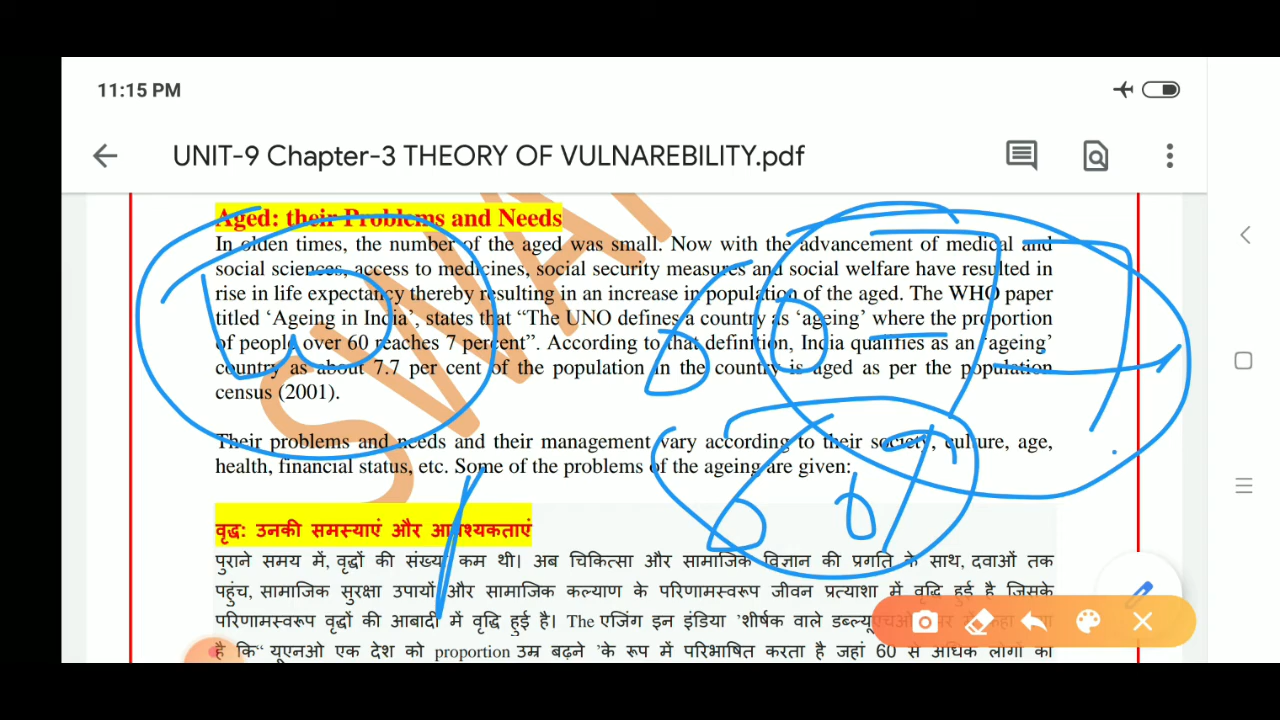 11:15 PM
UNIT-9 Chapter-3 THEORY OF VULNAREBILITY.pdf
Aged: their Problems and Needs
In olden times, the number of the aged was small. Now with the advancement of medical and
social sciences, access to medicines, social security measures and social welfare have resulted in
rise in life expectancy thereby resulting in an increase in population of the aged. The WHO paper
titled ‘Ageing in India’, states that “The UNO defines a country as ‘ageing’ where the proportion
of people over 60 reaches 7 percent”. According to that definition, India qualifies as an ‘ageing’
country as about 7.7 per cent of the population in the country is aged as per the population
census (2001).
Their problems and needs and their management vary according to their society, culture, age,
health, financial status, etc. Some of the problems of the ageing are given:
वृद्ध: उनकी समस्याएं और आवश्यकताएं
पुराने समय में, वृद्धों की संख्या कम थी। अब चिकित्सा और सामाजिक विज्ञान की प्रगति के साथ, दवाओं तक
पहुंच, सामाजिक सुरक्षा उपायों और सामाजिक कल्याण के परिणामस्वरूप जीवन प्रत्याशा में वृद्धि हुई है जिसके
परिणामस्वरूप वृद्धों की आबादी में वृद्धि हुई है। The एजिंग इन इंडिया 'शीर्षक वाले
है कि“ यूएनओ एक देश को proportion उम्र बढ़ने 'के रूप में परिभाषित करता है जहां 60 से अधिक लोगों का